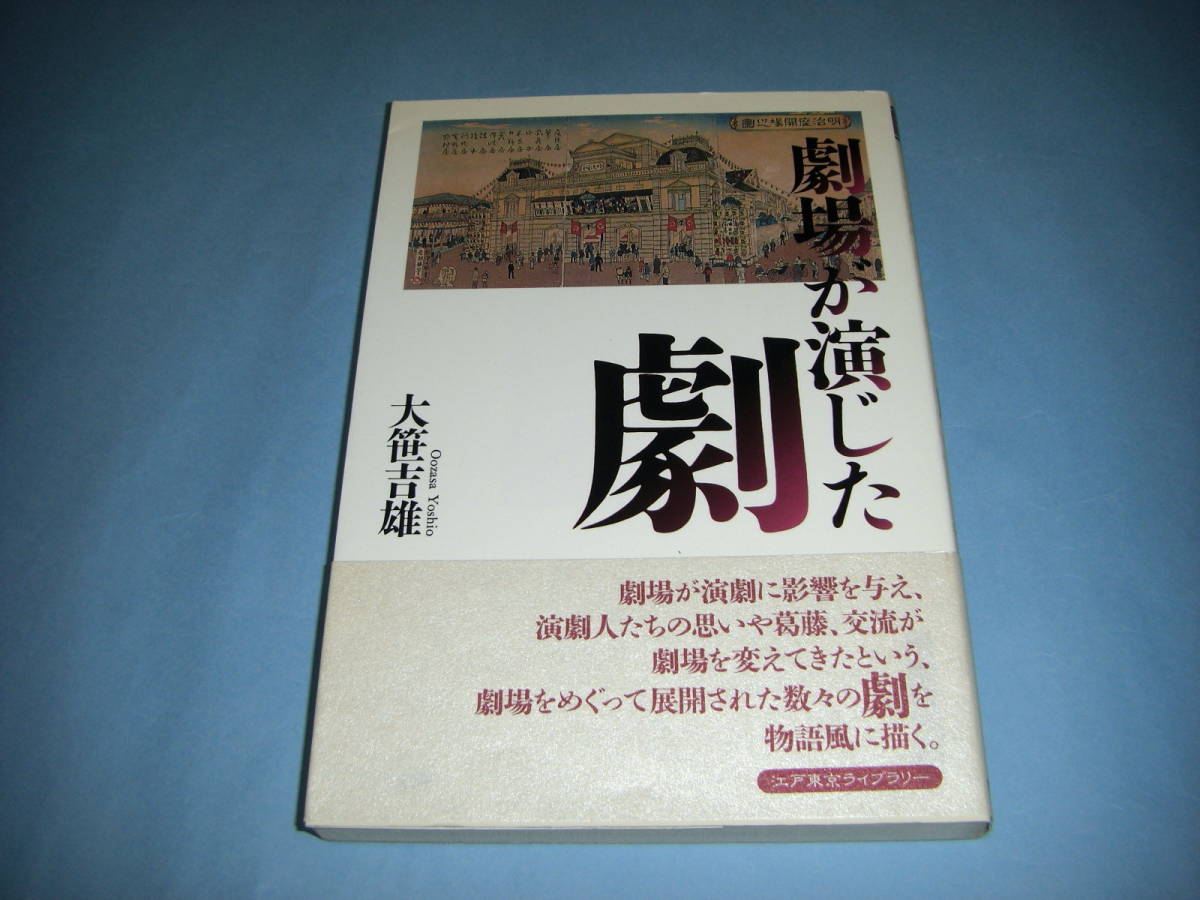 明治座開場之圖
劇場が演じた
劇
大笹吉雄
Oozasa Yoshio
劇場が演劇に影響を与え、
演劇人たちの思いや葛藤、交流が
劇場を変えてきたという、
劇場をめぐって展開された数々の劇を
物語風に描く。
江戸東京ライブラリー